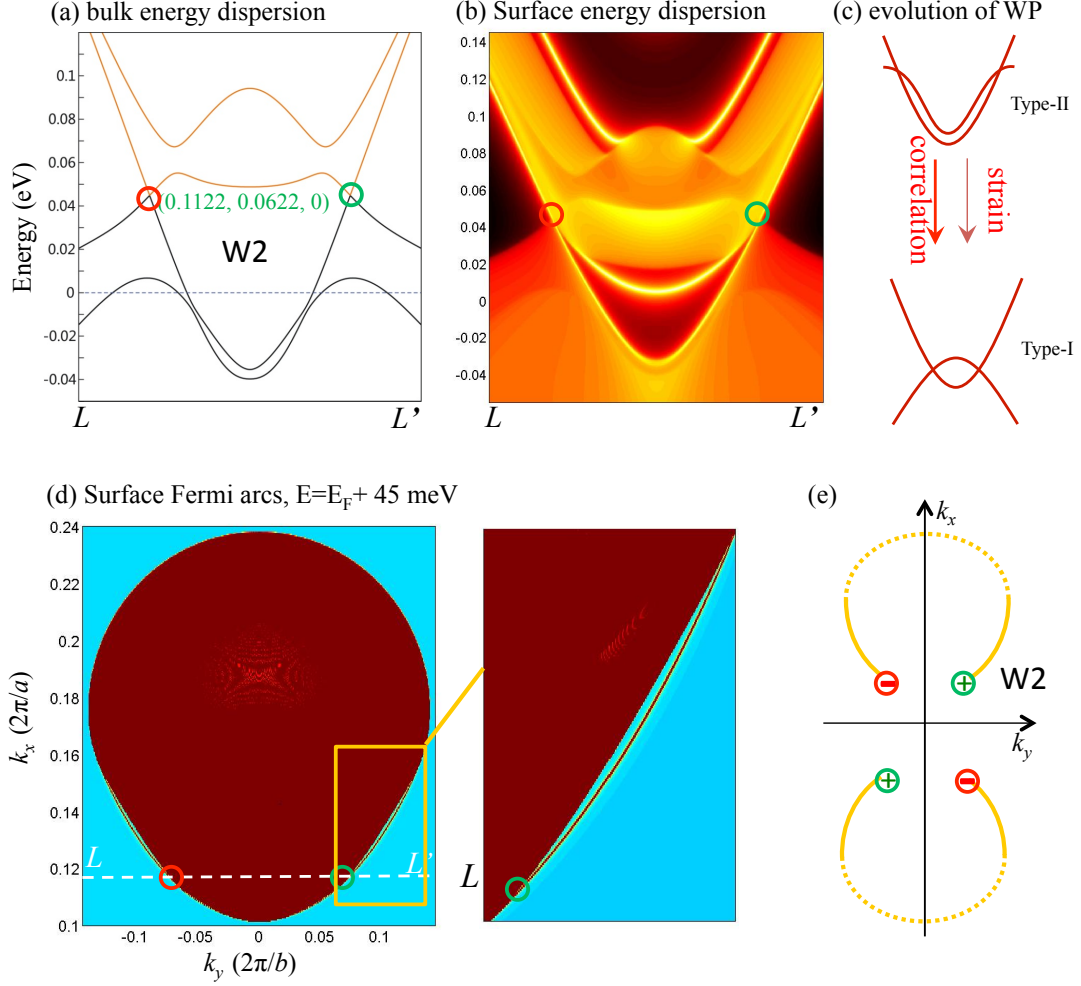 (a) bulk energy dispersion
Energy (eV)
0.1
0.08
0.06
0.04
0.02
0
-0.02
-0.04
(0.1122, 0.0622, 0)
W2
L
L’
(b) Surface energy dispersion
0.14
0.12
0.1
0.08
0.06
0.04
0.02
0
-0.02
-0.04
L
L’
(c) evolution of WP
Type-II
correlation
strain
Type-I
(d) Surface Fermi arcs, E=E_F+ 45 meV
k_x (2π/a)
0.24
0.22
0.2
0.18
0.16
0.14
0.12
0.1
L
L’
-0.1
-0.05
0
0.05
0.1
k_y (2π/b)
L
(e)
k_x
W2
k_y
− +
+ −